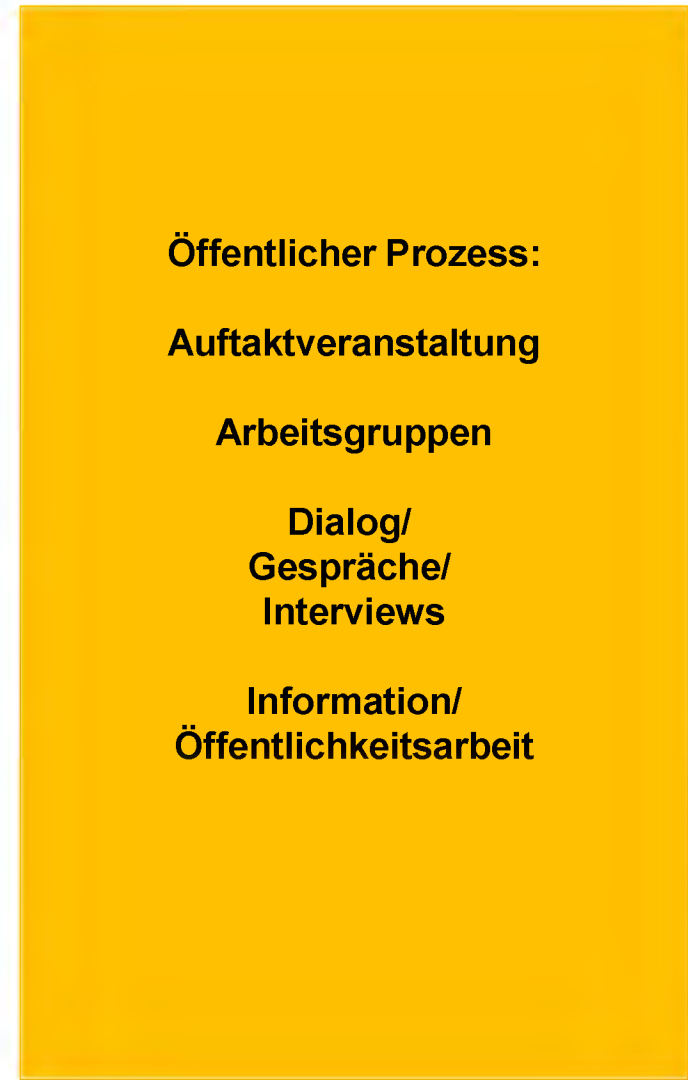 Öffentlicher Prozess:
Auftaktveranstaltung
Arbeitsgruppen
Dialog/
Gespräche/
Interviews
Information/
Öffentlichkeitsarbeit